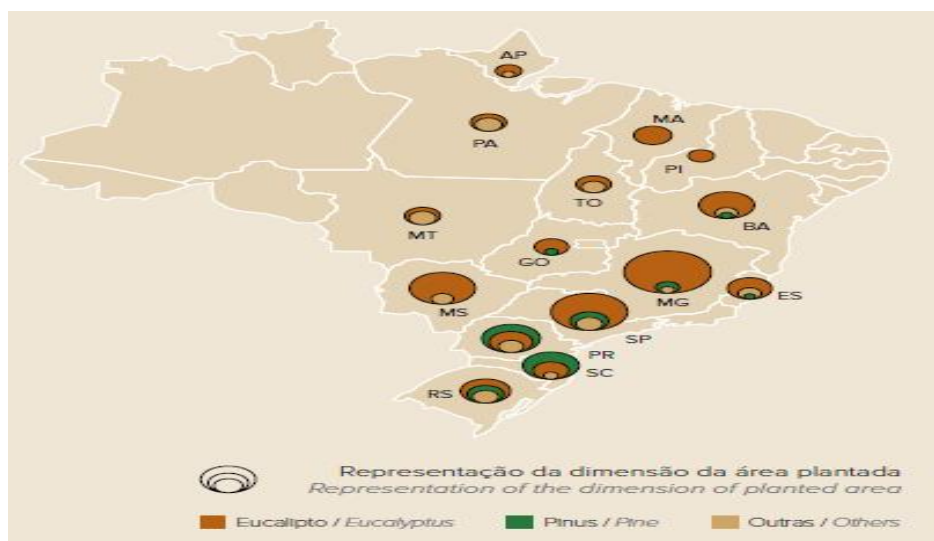 AP
MA
PA
PI
TO
BA
MT
GO
MS
MG
ES
SP
PR
SC
RS
Representação da dimensão da área plantada
Representation of the dimension of planted area
Eucalipto / Eucalyptus
Pinus / Pine
Outras / Others